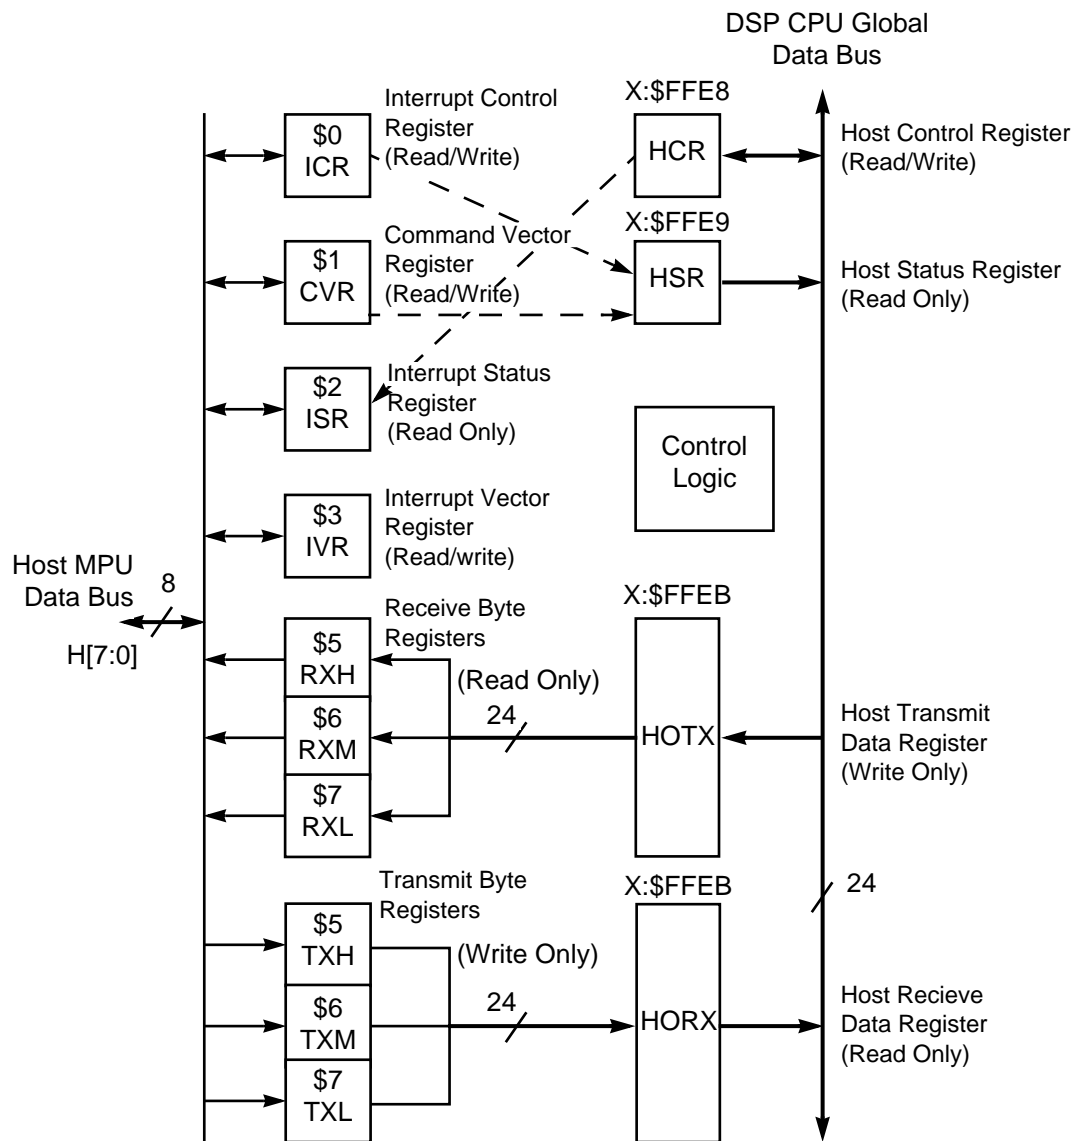 DSP CPU Global
Data Bus
Interrupt Control
Register
(Read/Write)
$0
ICR
X:$FFE8
HCR
Host Control Register
(Read/Write)
Command Vector
Register
(Read/Write)
$1
CVR
X:$FFE9
HSR
Host Status Register
(Read Only)
$2
ISR
Interrupt Status
Register
(Read Only)
Control
Logic
$3
IVR
Interrupt Vector
Register
(Read/write)
Host MPU
Data Bus
8
H[7:0]
Receive Byte
Registers
(Read Only)
$5
RXH
$6
RXM
$7
RXL
24
X:$FFEB
HOTX
Host Transmit
Data Register
(Write Only)
24
Transmit Byte
Registers
(Write Only)
$5
TXH
$6
TXM
$7
TXL
24
X:$FFEB
HORX
Host Recieve
Data Register
(Read Only)